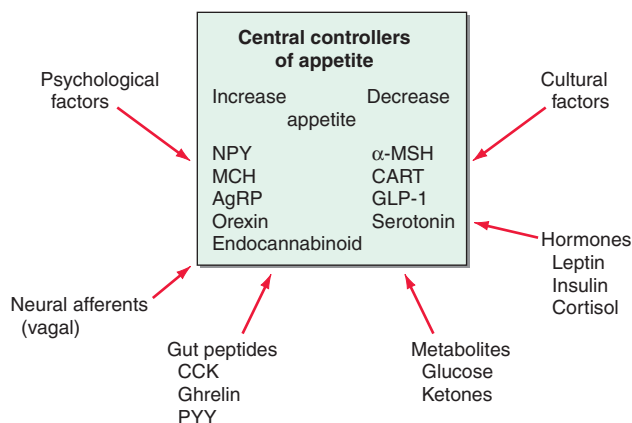 Central controllers
of appetite
Psychological
factors
Cultural
factors
Increase Decrease
appetite
NPY α-MSH
MCH CART
AgRP GLP-1
Orexin Serotonin
Endocannabinoid
Hormones
Leptin
Insulin
Cortisol
Neural afferents
(vagal)
Gut peptides
CCK
Ghrelin
PYY
Metabolites
Glucose
Ketones